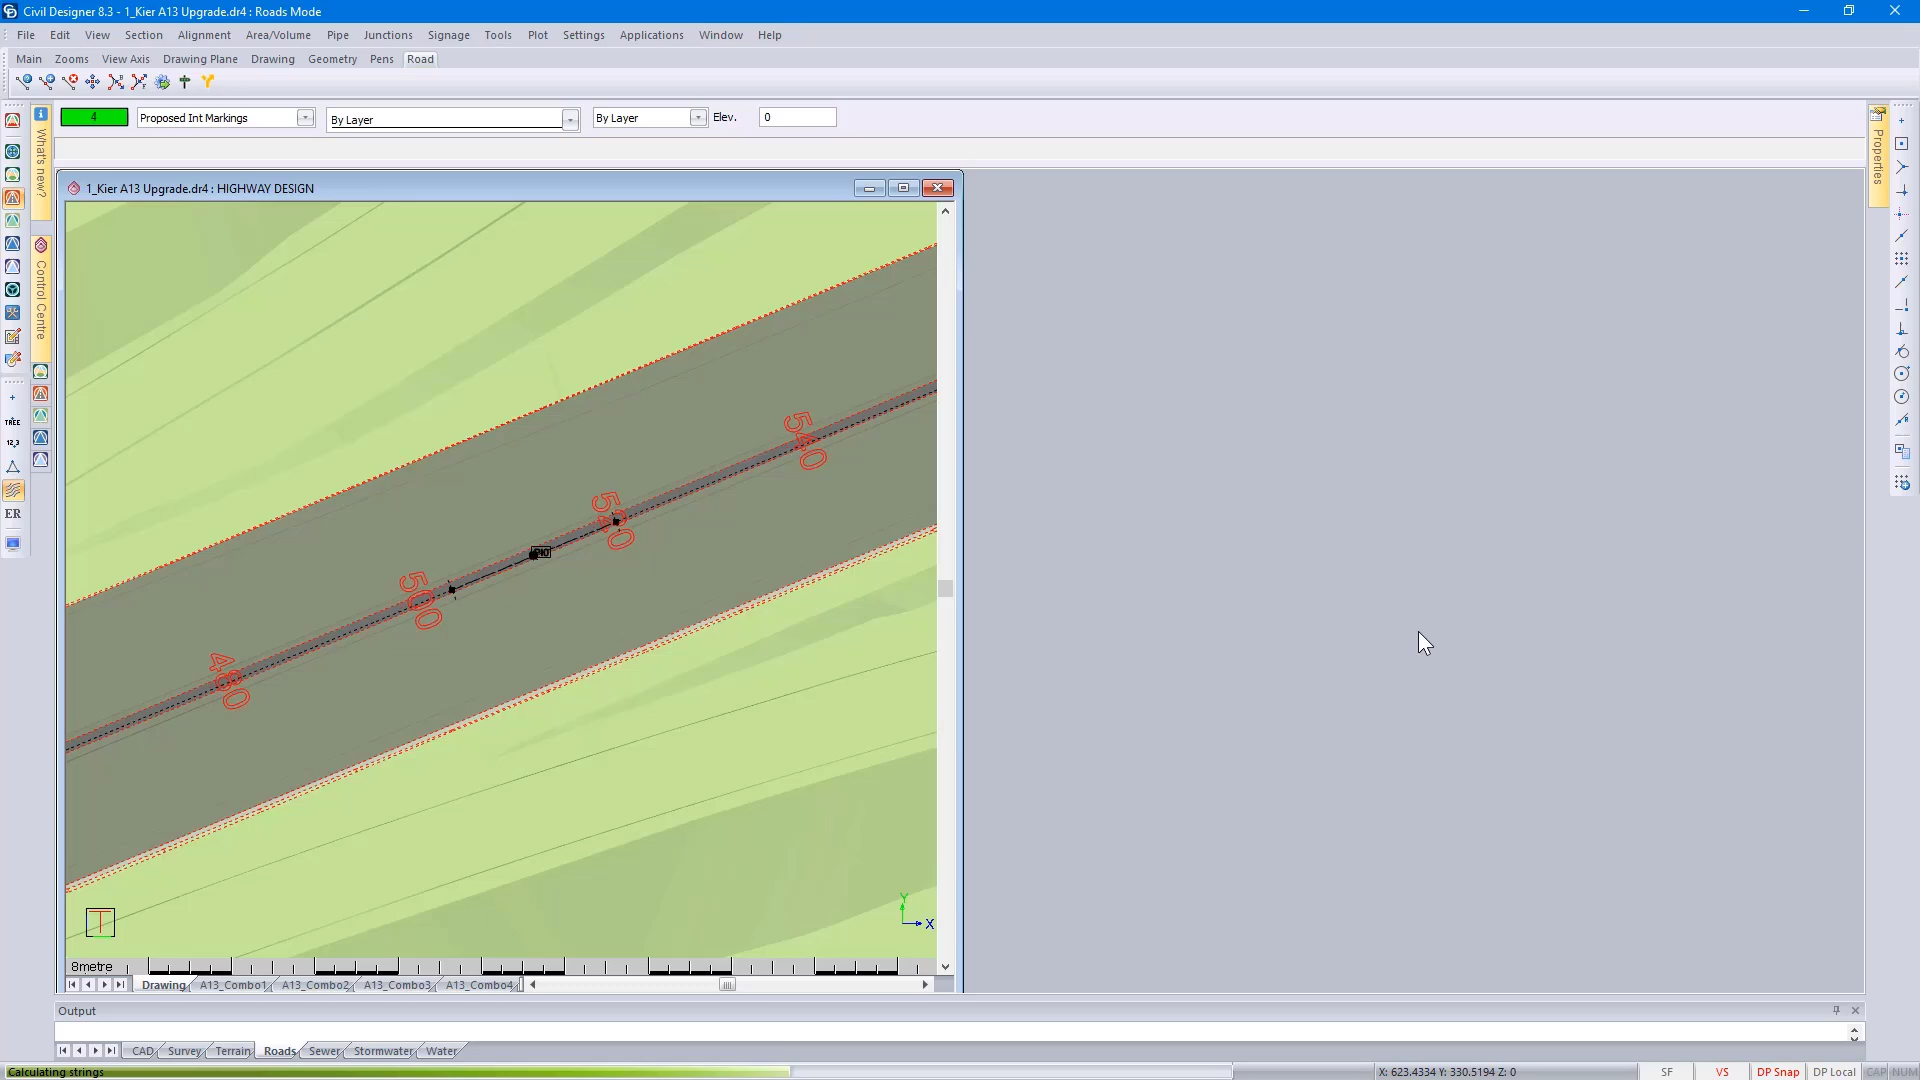 Civil Designer 8.3 - 1_Kier A13 Upgrade.dr4 : Roads Mode
File Edit View Section Alignment Area/Volume Pipe Junctions Signage Tools Plot Settings Applications Window Help
Main Zooms View Axis Drawing Plane Drawing Geometry Pens Road
4 Proposed Int Markings By Layer By Layer Elev. 0
What's new?
Control Centre
Properties
1_Kier A13 Upgrade.dr4 : HIGHWAY DESIGN
TREE
12.3
ER
540
520
500
480
T
Y
X
8metre
Drawing A13_Combo1 A13_Combo2 A13_Combo3 A13_Combo4
Output
CAD Survey Terrain Roads Sewer Stormwater Water
Calculating strings X: 623.4334 Y: 330.5194 Z: 0 SF VS DP Snap DP Local CAP NUM